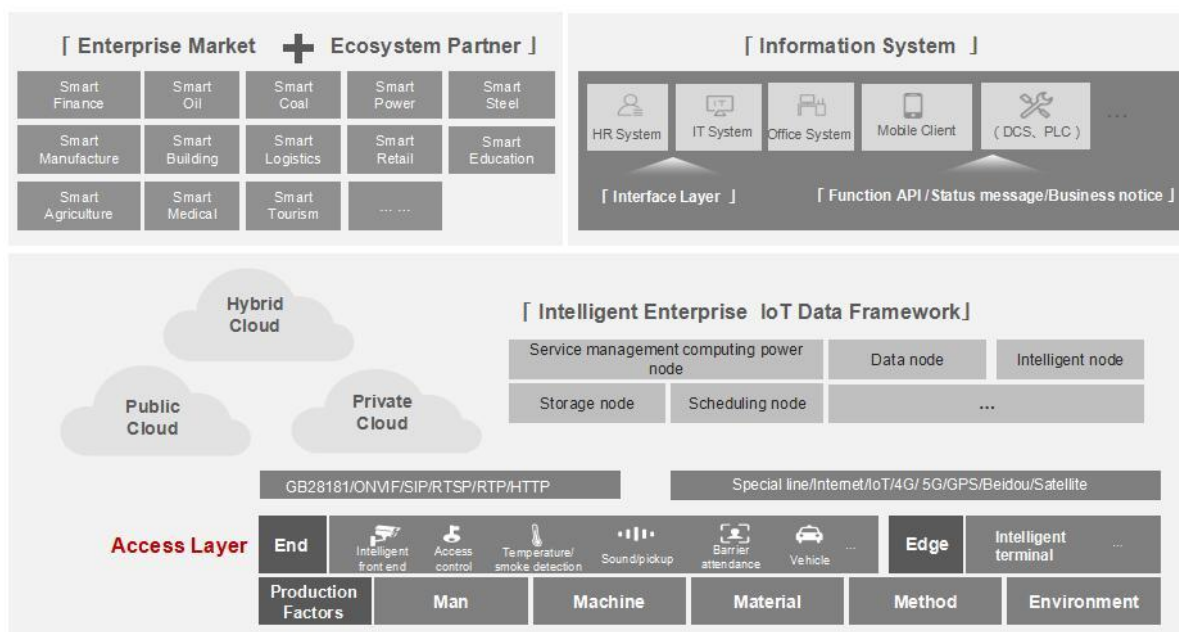 「 Enterprise Market + Ecosystem Partner 」
Smart
Finance
Smart
Oil
Smart
Coal
Smart
Power
Smart
Steel
Smart
Manufacture
Smart
Building
Smart
Logistics
Smart
Retail
Smart
Education
Smart
Agriculture
Smart
Medical
Smart
Tourism
... ...
「 Information System 」
HR System
IT System
Office System
Mobile Client
( DCS、PLC )
...
「 Interface Layer 」
「 Function API / Status message/Business notice 」
Hybrid
Cloud
Public
Cloud
Private
Cloud
「 Intelligent Enterprise IoT Data Framework」
Service management computing power
node
Data node
Intelligent node
Storage node
Scheduling node
...
GB28181/ONVIF/SIP/RTSP/RTP/HTTP
Special line/Internet/IoT/4G/ 5G/GPS/Beidou/Satellite
Access Layer
End
Intelligent
front end
Access
control
Temperature/
smoke detection
Sound/pickup
Barrier
attendance
Vehicle
...
Edge
Intelligent
terminal
...
Production
Factors
Man
Machine
Material
Method
Environment